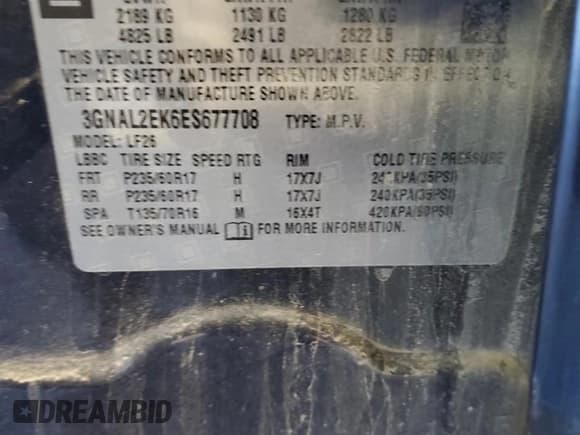 2189 KG 1130 KG 1280 KG
4825 LB 2491 LB 2822 LB
THIS VEHICLE CONFORMS TO ALL APPLICABLE U.S. FEDERAL MOTOR
VEHICLE SAFETY AND THEFT PREVENTION STANDARDS IN EFFECT ON
THE DATE OF MANUFACTURE SHOWN ABOVE.
3GNAL2EK6ES677708 TYPE: M.P.V.
MODEL: LF26
LBBC TIRE SIZE SPEED RTG RIM COLD TIRE PRESSURE
FRT P235/60R17 H 17X7J 240KPA(35PSI)
RR P235/60R17 H 17X7J 240KPA(35PSI)
SPA T135/70R16 M 16X4T 420KPA(60PSI)
SEE OWNER'S MANUAL FOR MORE INFORMATION.
DREAMBID